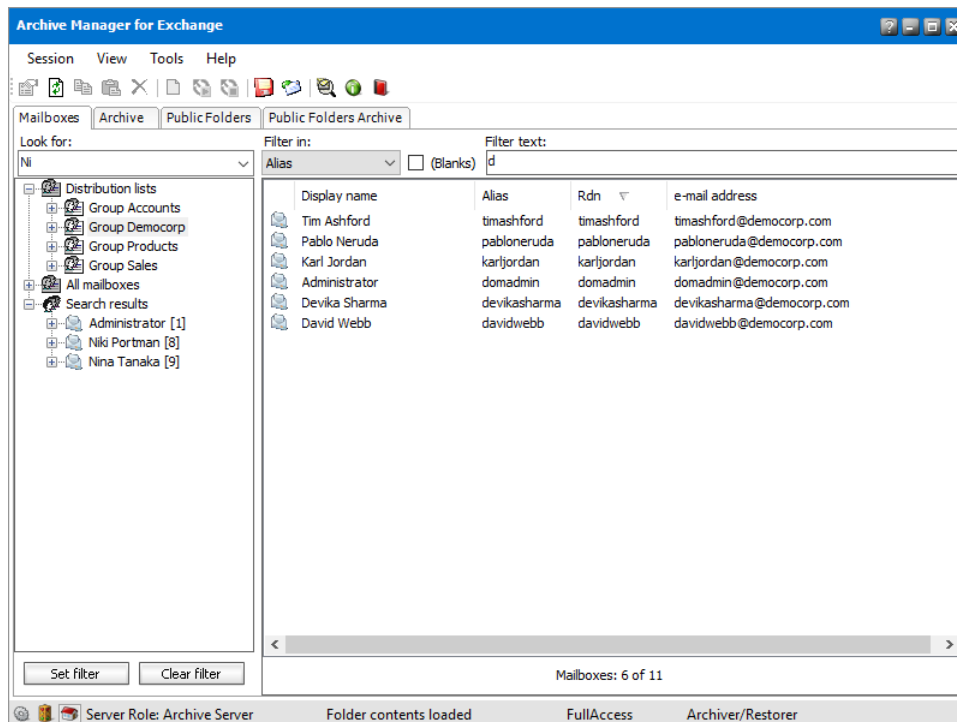 Archive Manager for Exchange
Session View Tools Help
Mailboxes Archive Public Folders Public Folders Archive
Look for: Filter in: Filter text:
Ni Alias (Blanks) d
Distribution lists
Group Accounts
Group Democorp
Group Products
Group Sales
All mailboxes
Search results
Administrator [1]
Niki Portman [8]
Nina Tanaka [9]
Display name Alias Rdn e-mail address
Tim Ashford timashford timashford timashford@democorp.com
Pablo Neruda pabloneruda pabloneruda pabloneruda@democorp.com
Karl Jordan karljordan karljordan karljordan@democorp.com
Administrator domadmin domadmin domadmin@democorp.com
Devika Sharma devikasharma devikasharma devikasharma@democorp.com
David Webb davidwebb davidwebb davidwebb@democorp.com
Set filter Clear filter Mailboxes: 6 of 11
Server Role: Archive Server Folder contents loaded FullAccess Archiver/Restorer